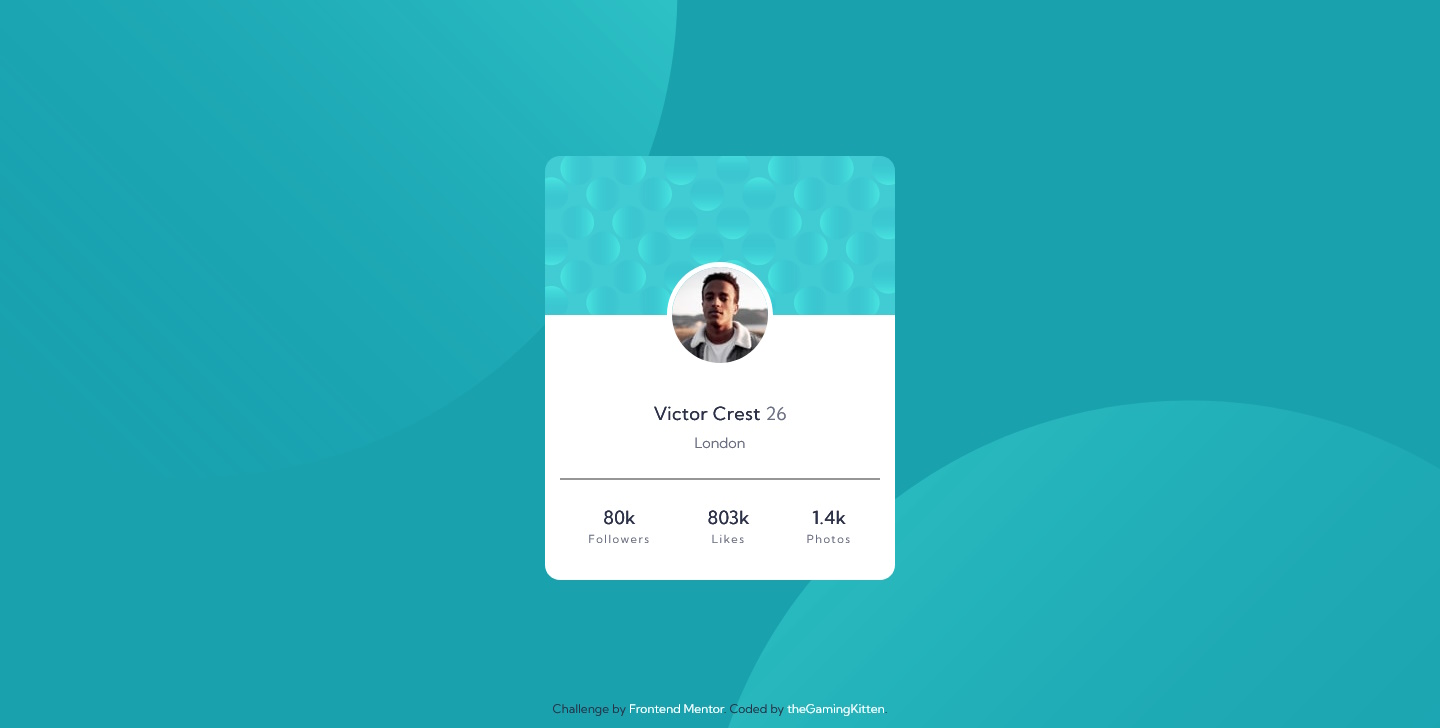 Victor Crest 26
London
80k 803k 1.4k
Followers Likes Photos
Challenge by Frontend Mentor. Coded by theGamingKitten.